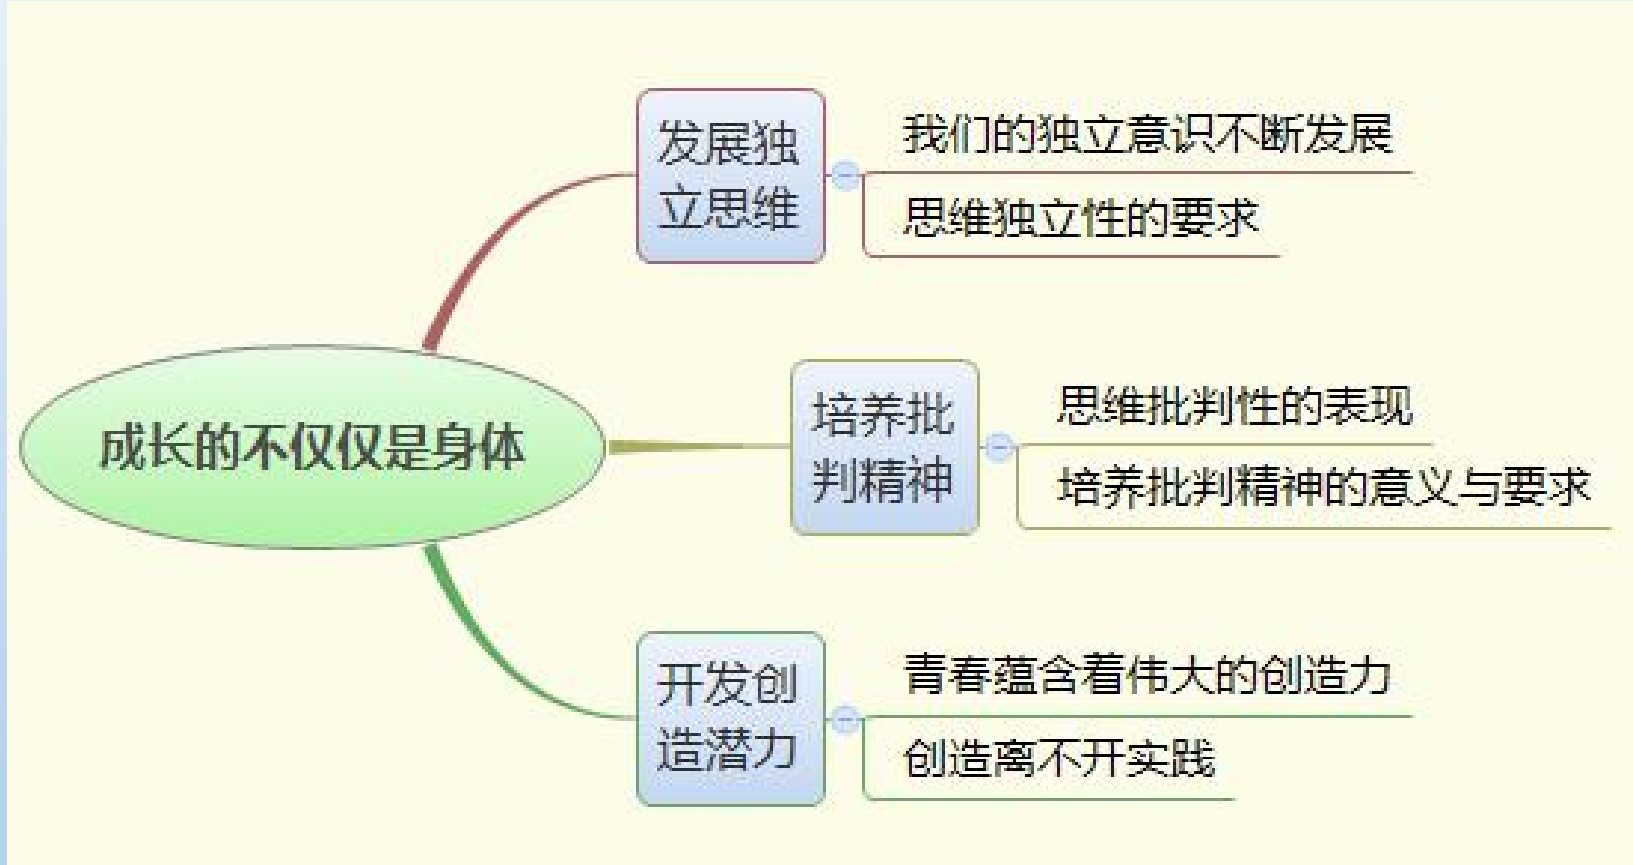 发展独
立思维
我们的独立意识不断发展
思维独立性的要求
成长的不仅仅是身体
培养批
判精神
思维批判性的表现
培养批判精神的意义与要求
开发创
造潜力
青春蕴含着伟大的创造力
创造离不开实践